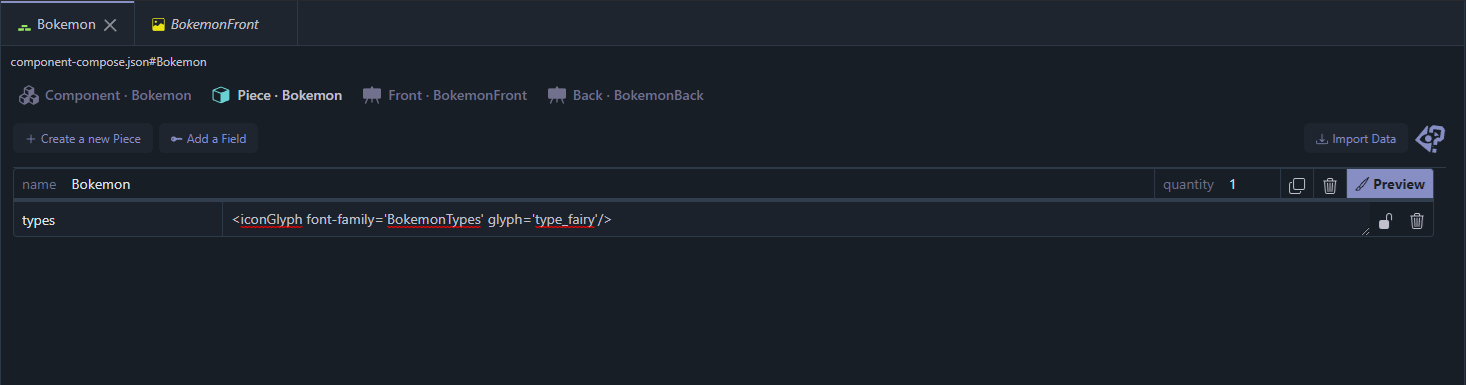 Bokemon BokemonFront
component-compose.json#Bokemon
Component · Bokemon Piece · Bokemon Front · BokemonFront Back · BokemonBack
+ Create a new Piece Add a Field Import Data
name Bokemon quantity 1 Preview
types <iconGlyph font-family='BokemonTypes' glyph='type_fairy'/>